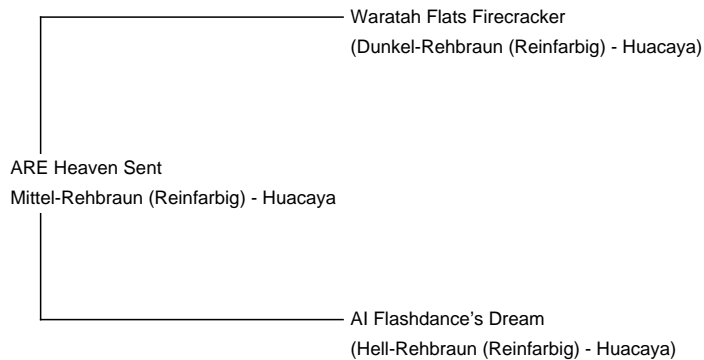 Waratah Flats Firecracker
(Dunkel-Rehbraun (Reinfarbig) - Huacaya)
ARE Heaven Sent
Mittel-Rehbraun (Reinfarbig) - Huacaya
AI Flashdance's Dream
(Hell-Rehbraun (Reinfarbig) - Huacaya)